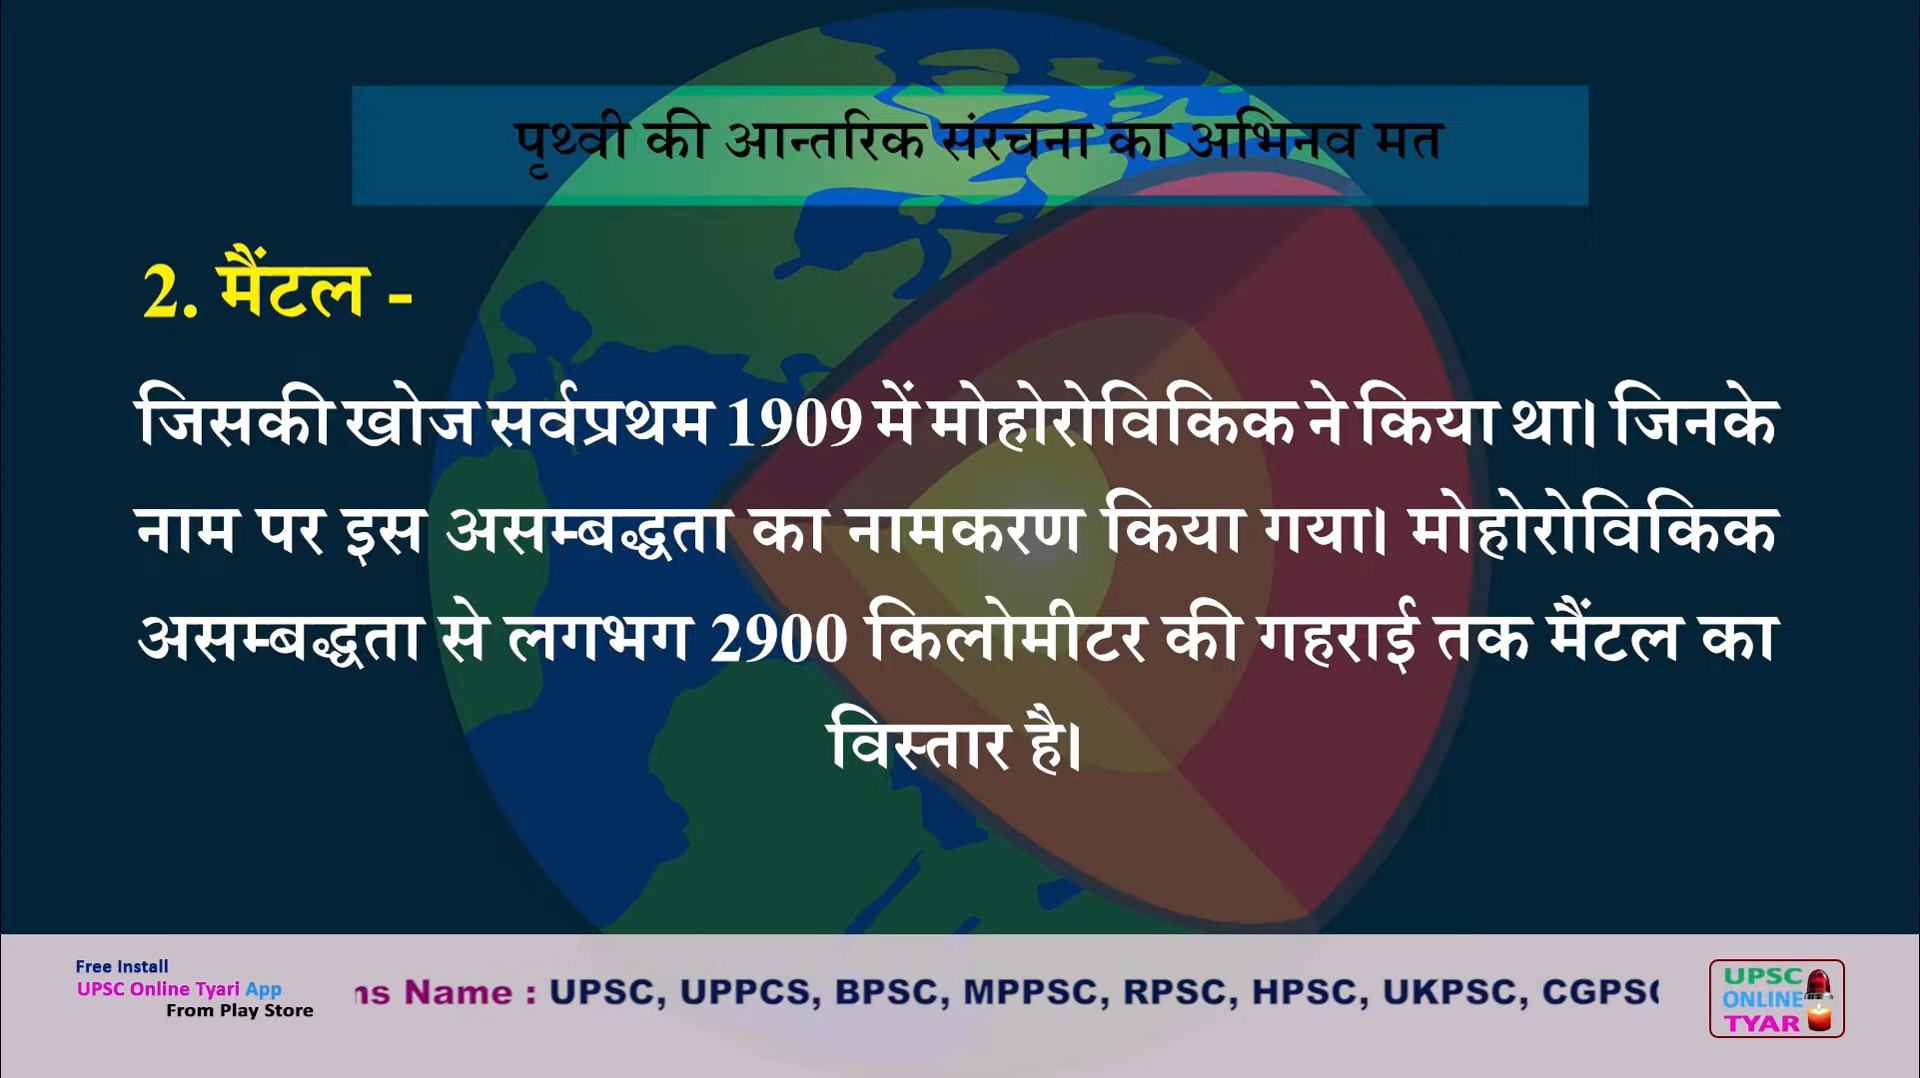 पृथ्वी की आन्तरिक संरचना का अभिनव मत
2. मैंटल -
जिसकी खोज सर्वप्रथम 1909 में मोहोरोविकिक ने किया था। जिनके
नाम पर इस असम्बद्धता का नामकरण किया गया। मोहोरोविकिक
असम्बद्धता से लगभग 2900 किलोमीटर की गहराई तक मैंटल का
विस्तार है।
Free Install
UPSC Online Tyari App
From Play Store
Name : UPSC, UPPCS, BPSC, MPPSC, RPSC, HPSC, UKPSC,
UPSC
ONLINE
TYAR